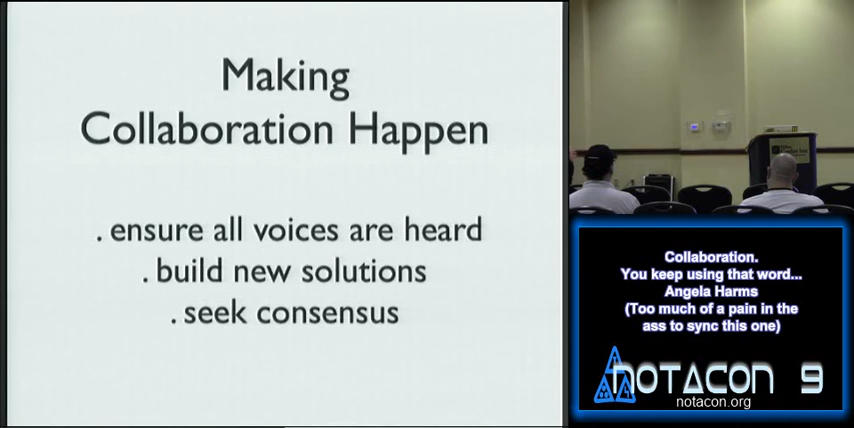 Making
Collaboration Happen
. ensure all voices are heard
. build new solutions
. seek consensus
Collaboration.
You keep using that word...
Angela Harms
(Too much of a pain in the
ass to sync this one)
NOTACON 9
notacon.org